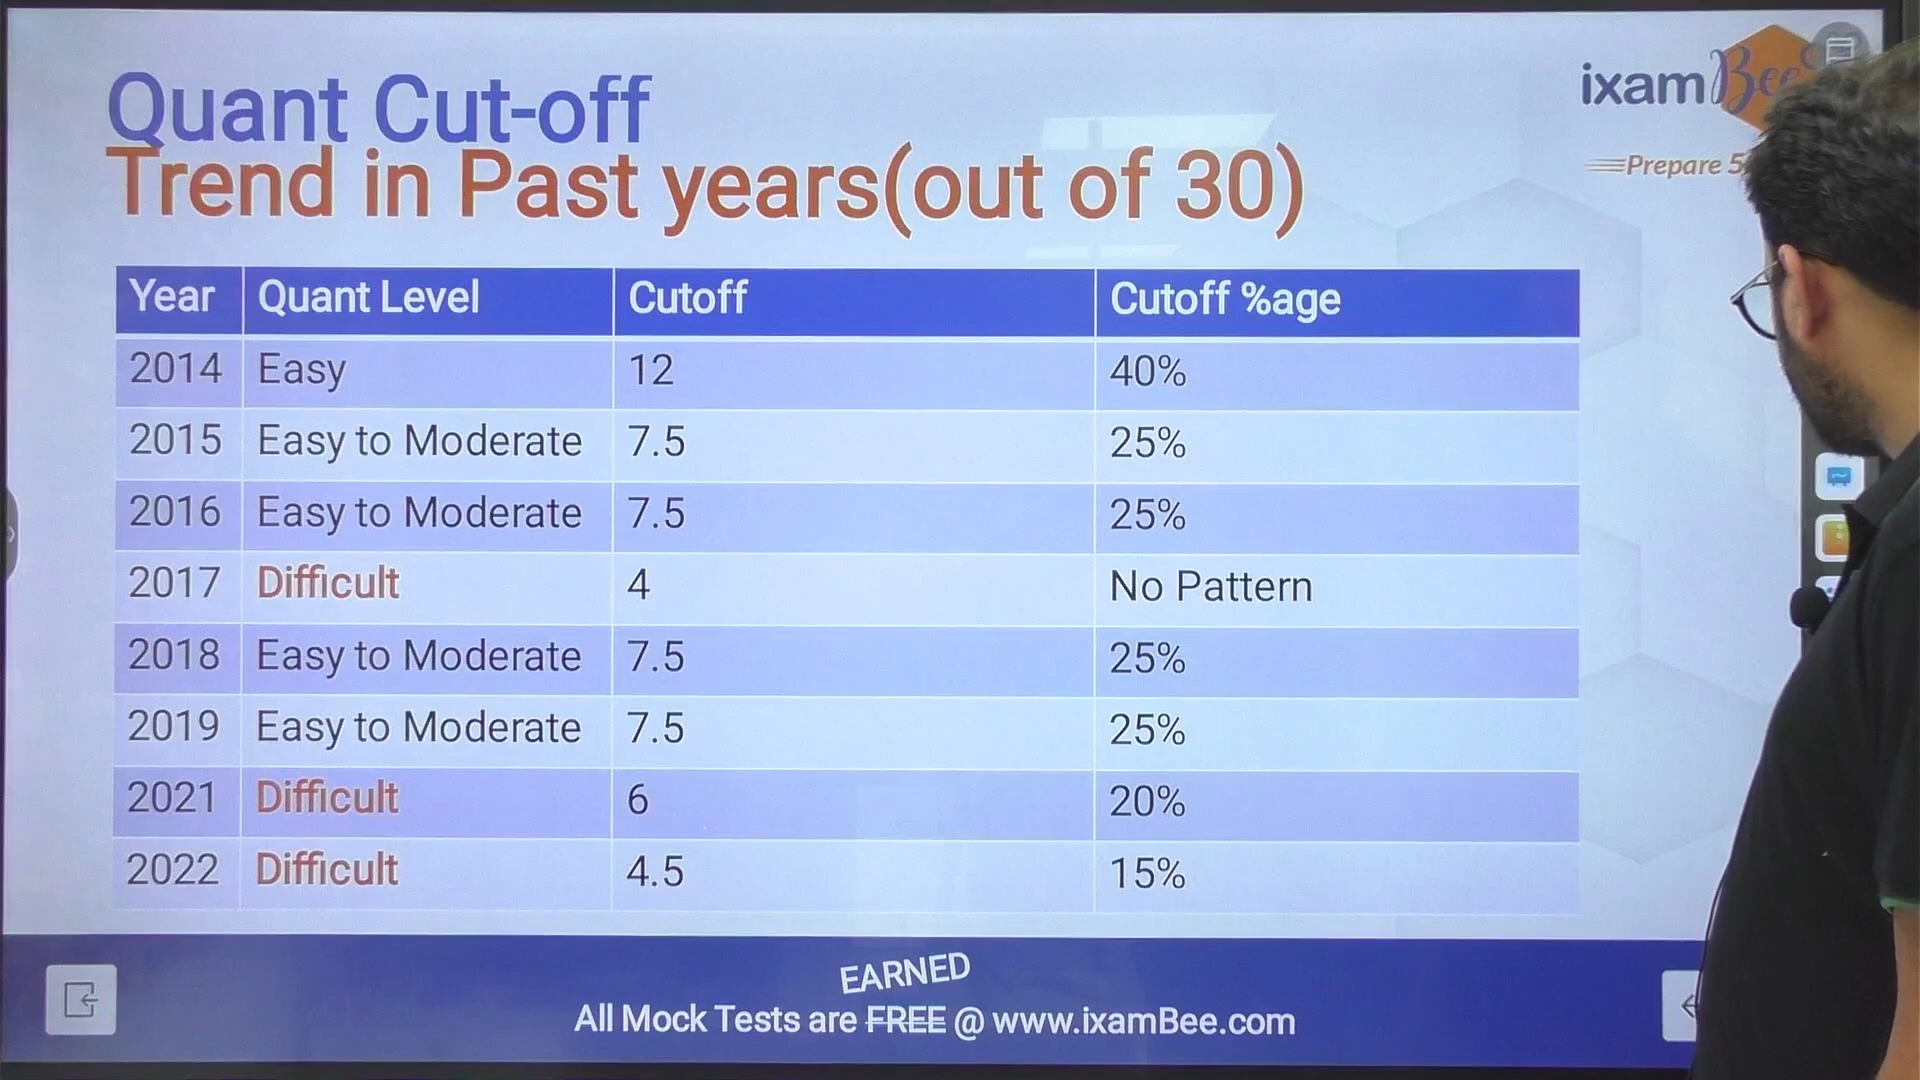 Quant Cut-off
Trend in Past years(out of 30)
ixamBee
Prepare
Year Quant Level Cutoff Cutoff %age
2014 Easy 12 40%
2015 Easy to Moderate 7.5 25%
2016 Easy to Moderate 7.5 25%
2017 Difficult 4 No Pattern
2018 Easy to Moderate 7.5 25%
2019 Easy to Moderate 7.5 25%
2021 Difficult 6 20%
2022 Difficult 4.5 15%
EARNED
All Mock Tests are FREE @ www.ixamBee.com